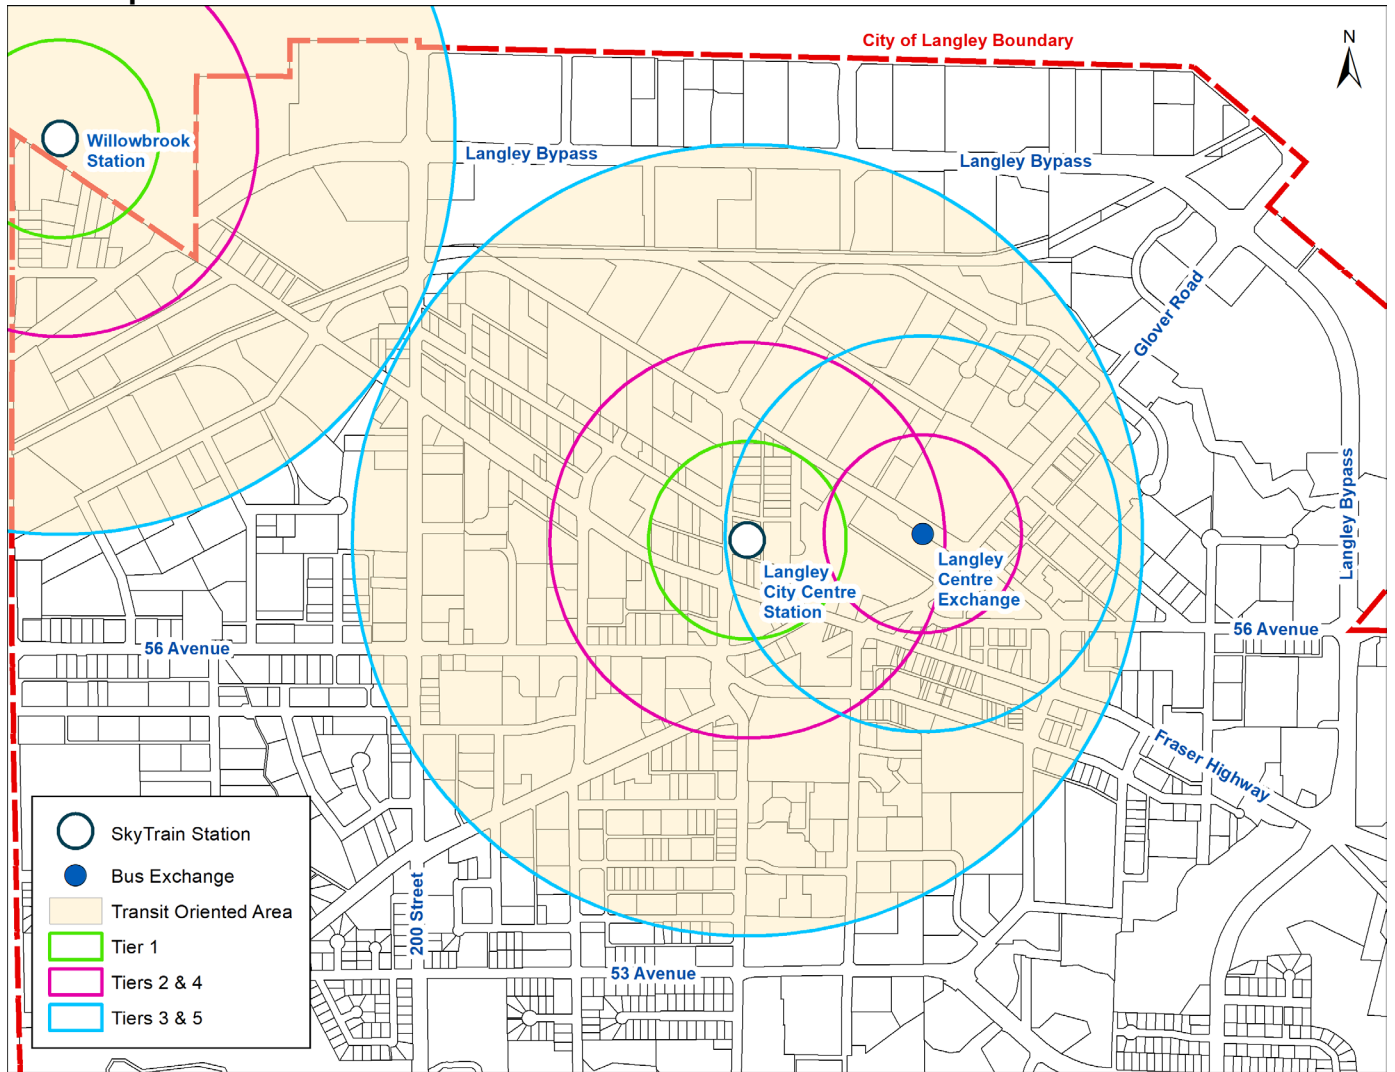 City of Langley Boundary
N
Willowbrook
Station
Langley Bypass
Langley Bypass
Glover Road
Langley Bypass
Langley
City Centre
Station
Langley
Centre
Exchange
56 Avenue
56 Avenue
Fraser Highway
200 Street
53 Avenue
SkyTrain Station
Bus Exchange
Transit Oriented Area
Tier 1
Tiers 2 & 4
Tiers 3 & 5